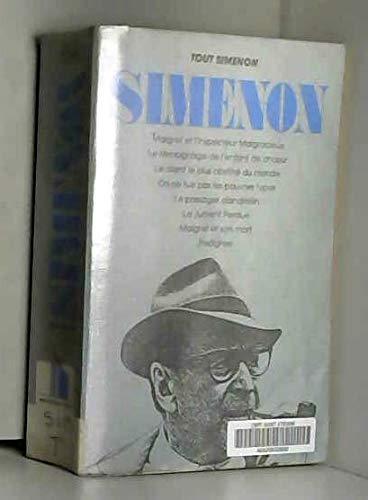 TOUT SIMENON
SIMENON
Maigret et l'inspecteur Malgracieux
Le témoignage de l'enfant de chœur
Le client le plus obstiné du monde
On ne tue pas les pauvres types
Le passager clandestin
La Jument Perdue
Maigret et son mort
Pedigree
SIMENON
S
T